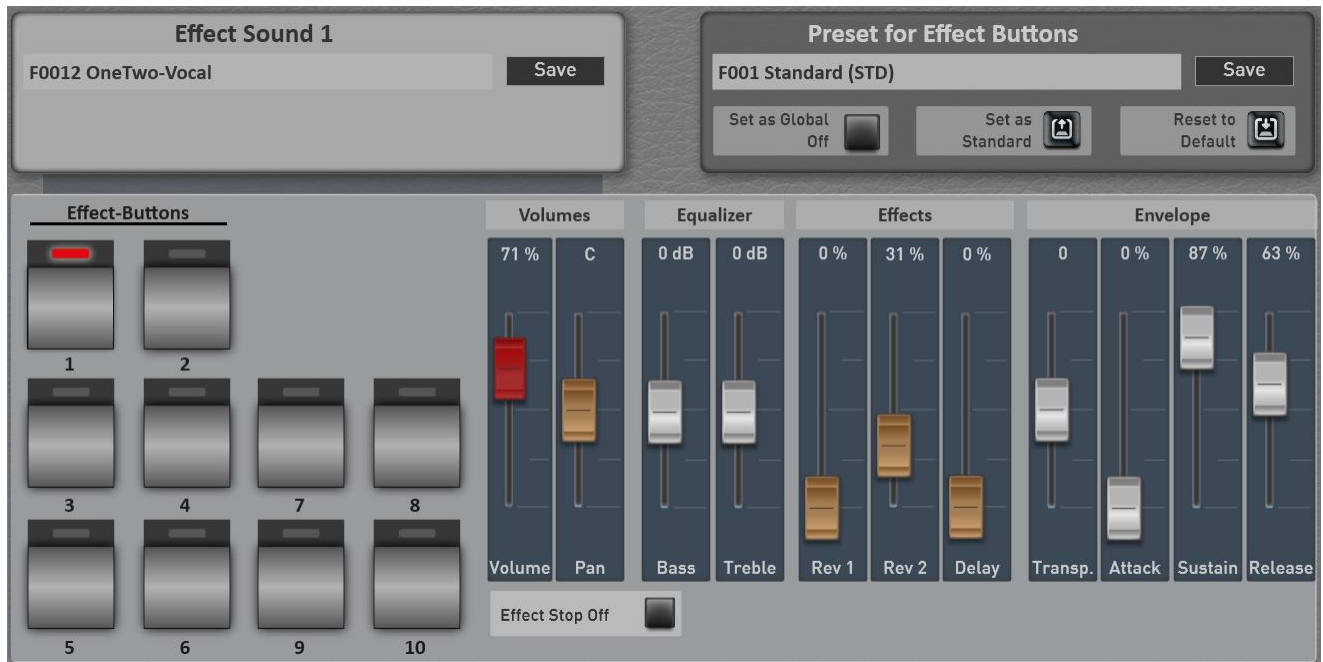 Effect Sound 1
F0012 OneTwo-Vocal
Save
Preset for Effect Buttons
F001 Standard (STD)
Save
Set as Global
Off
Set as
Standard
Reset to
Default
Effect-Buttons
1
2
3
4
7
8
5
6
9
10
Volumes
Equalizer
Effects
Envelope
71 %
C
0 dB
0 dB
0 %
31 %
0 %
0
0 %
87 %
63 %
Volume
Pan
Bass
Treble
Rev 1
Rev 2
Delay
Transp.
Attack
Sustain
Release
Effect Stop Off